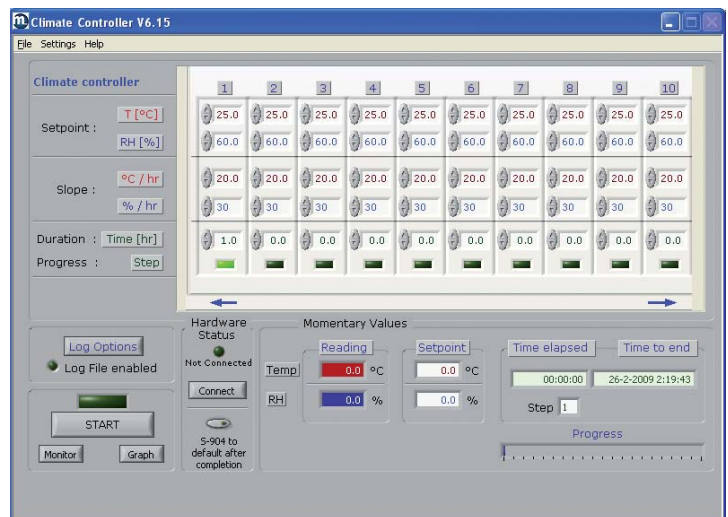 Climate Controller V6.15
File Settings Help
Climate controller
1 2 3 4 5 6 7 8 9 10
Setpoint :
T [°C] 25.0 25.0 25.0 25.0 25.0 25.0 25.0 25.0 25.0 25.0
RH [%] 60.0 60.0 60.0 60.0 60.0 60.0 60.0 60.0 60.0 60.0
Slope :
°C / hr 20.0 20.0 20.0 20.0 20.0 20.0 20.0 20.0 20.0 20.0
% / hr 30 30 30 30 30 30 30 30 30 30
Duration : Time [hr] 1.0 0.0 0.0 0.0 0.0 0.0 0.0 0.0 0.0 0.0
Progress : Step
Log Options
Log File enabled
START
Monitor Graph
Hardware
Status
Not Connected
Connect
S-904 to
default after
completion
Momentary Values
Reading Setpoint
Temp 0.0 °C 0.0 °C
RH 0.0 % 0.0 %
Time elapsed Time to end
00:00:00 26-2-2009 2:19:43
Step 1
Progress